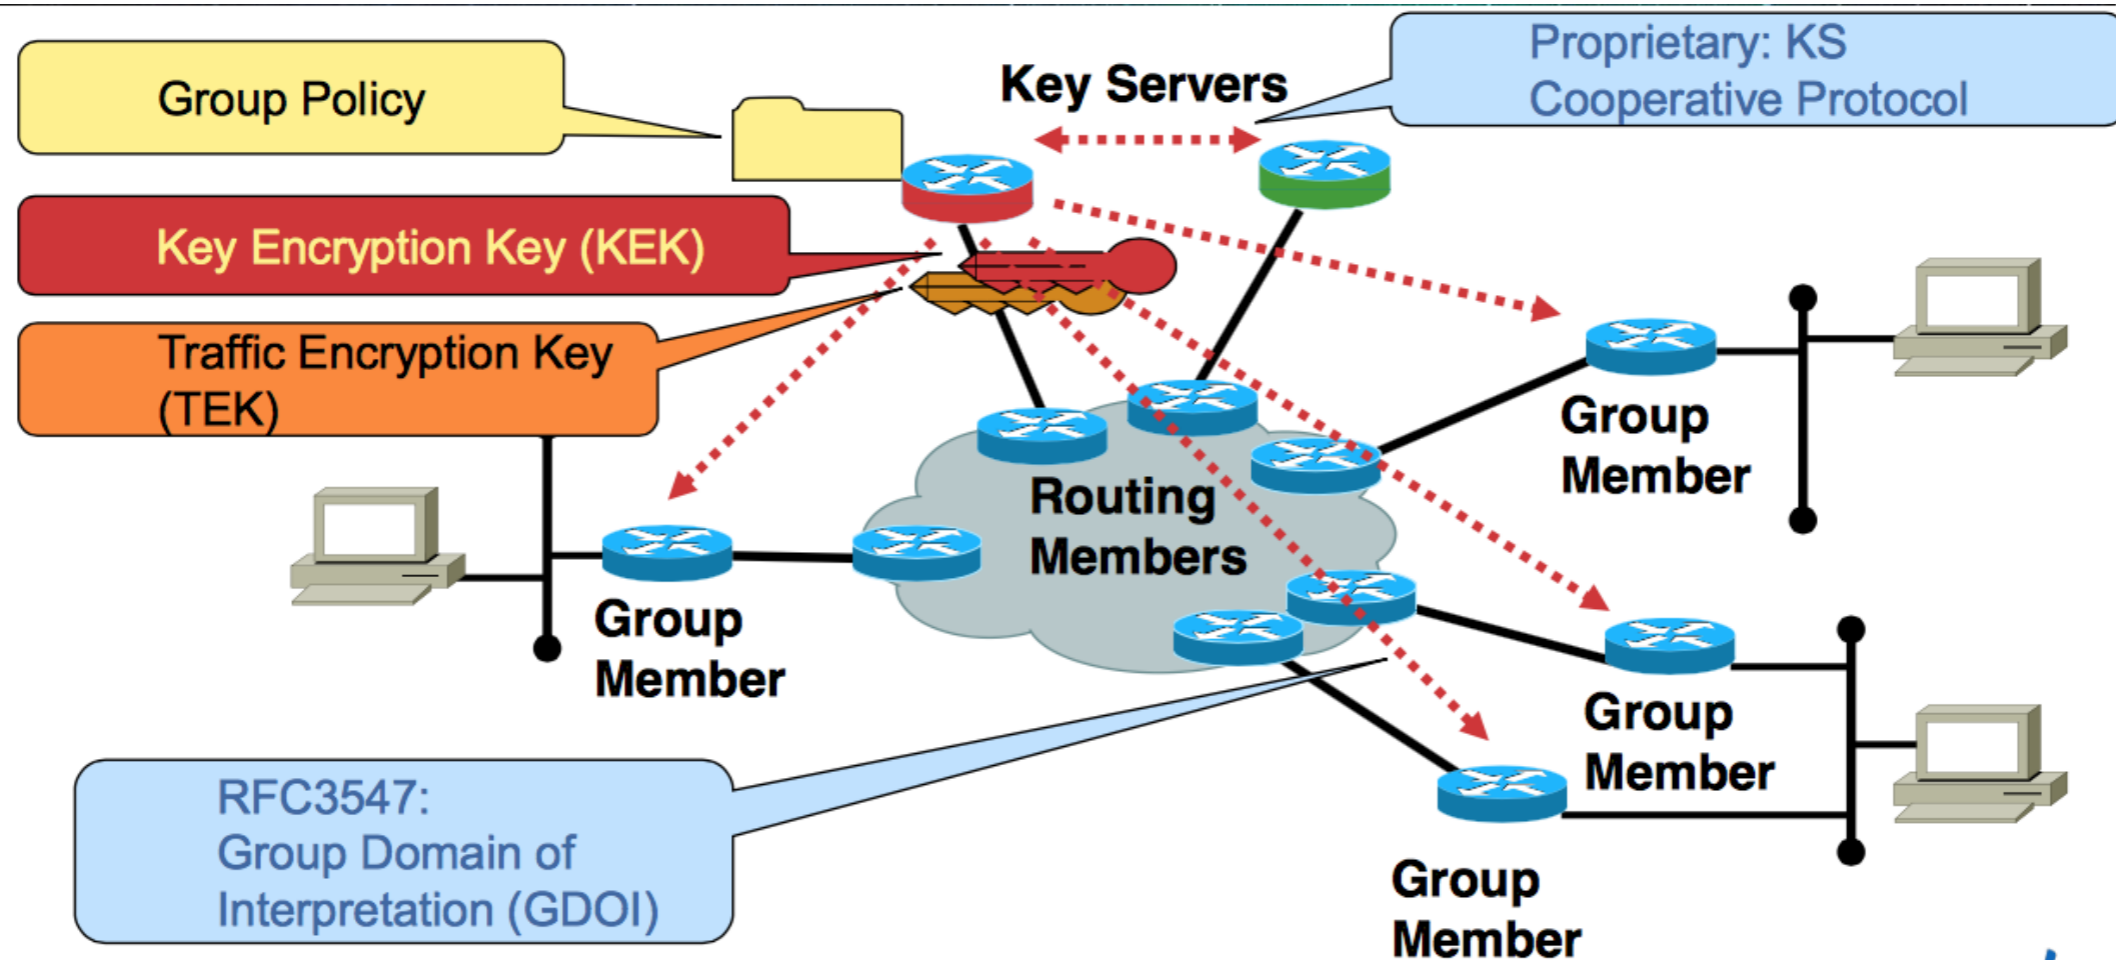 Group Policy
Key Servers
Proprietary: KS
Cooperative Protocol
Key Encryption Key (KEK)
Traffic Encryption Key
(TEK)
Group
Member
Routing
Members
Group
Member
Group
Member
RFC3547:
Group Domain of
Interpretation (GDOI)
Group
Member